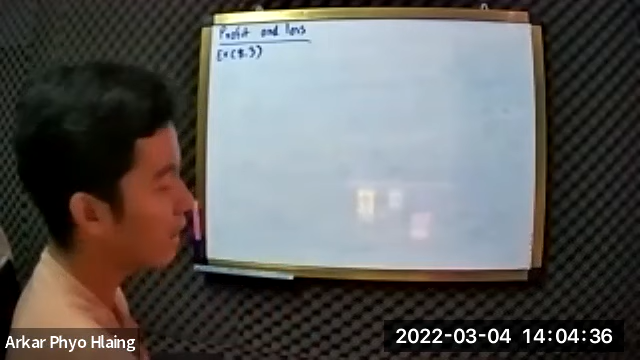 Profit and loss
Ex (8.3)
Arkar Phyo Hlaing
2022-03-04 14:04:36